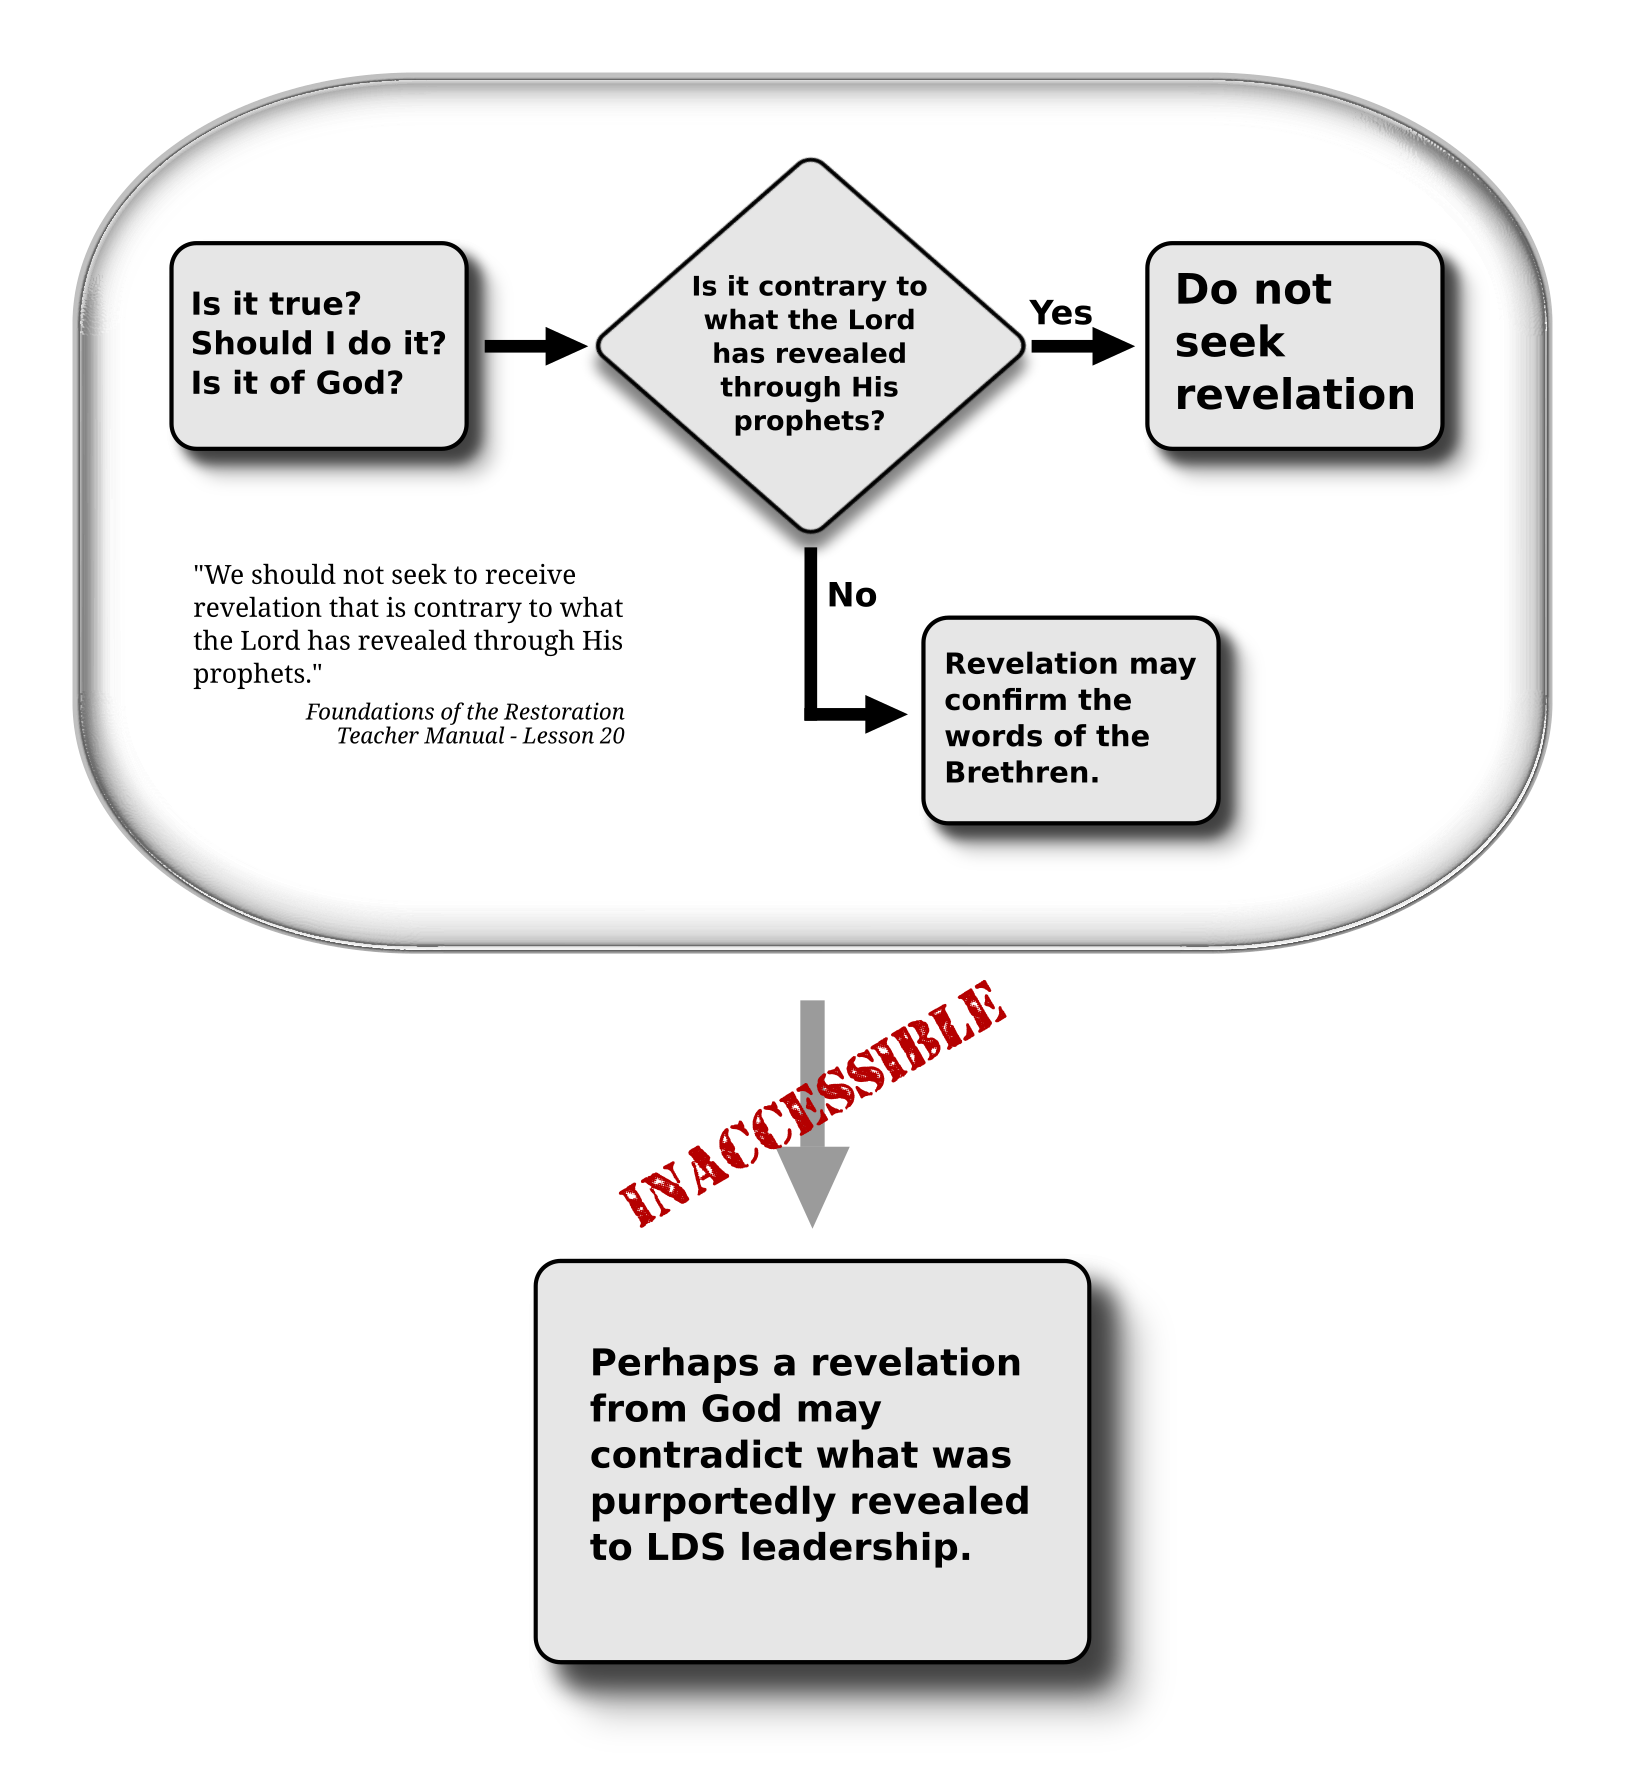 Is it true?
Should I do it?
Is it of God?
Is it contrary to
what the Lord
has revealed
through His
prophets?
Yes
Do not
seek
revelation
"We should not seek to receive
revelation that is contrary to what
the Lord has revealed through His
prophets."
Foundations of the Restoration
Teacher Manual - Lesson 20
No
Revelation may
confirm the
words of the
Brethren.
INACCESSIBLE
Perhaps a revelation
from God may
contradict what was
purportedly revealed
to LDS leadership.